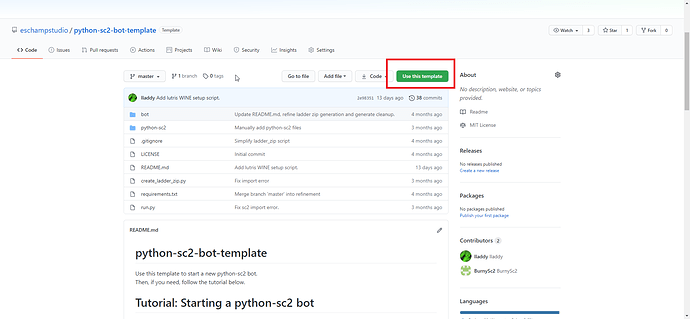 eschampstudio / python-sc2-bot-template Template
Watch 3 Star 1 Fork 0
Code Issues Pull requests Actions Projects Wiki Security Insights Settings
master 1 branch 0 tags Go to file Add file Code Use this template
lladdy Add lutris WINE setup script. 13 days ago 38 commits
bot Update README.md, refine ladder zip generation and generate cleanup. 4 months ago
python-sc2 Manually add python-sc2 files 3 months ago
.gitignore Simplify ladder_zip script 4 months ago
LICENSE Initial commit 4 months ago
README.md Add lutris WINE setup script. 13 days ago
create_ladder_zip.py Fix import error. 3 months ago
requirements.txt Merge branch 'master' into refinement 4 months ago
run.py Fix sc2 import error. 3 months ago
README.md
python-sc2-bot-template
Use this template to start a new python-sc2 bot.
Then, if you need, follow the tutorial below.
Tutorial: Starting a python-sc2 bot
About
No description, website, or topics
provided.
Readme
MIT License
Releases
No releases published
Create a new release
Packages
No packages published
Publish your first package
Contributors 2
lladdy lladdy
BurnySc2 BurnySc2
Languages